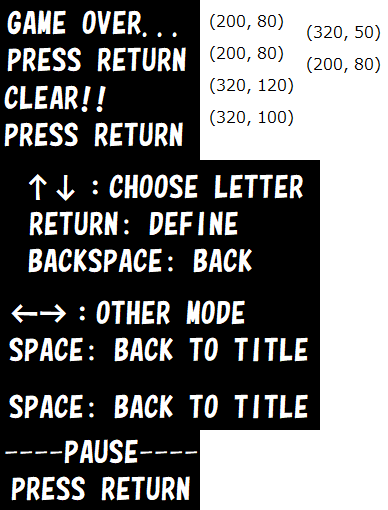 GAME OVER...
PRESS RETURN
CLEAR!!
PRESS RETURN
(200, 80)
(200, 80)
(320, 120)
(320, 100)
(320, 50)
(200, 80)
↑↓:CHOOSE LETTER
RETURN: DEFINE
BACKSPACE: BACK
←→:OTHER MODE
SPACE: BACK TO TITLE
SPACE: BACK TO TITLE
----PAUSE----
PRESS RETURN